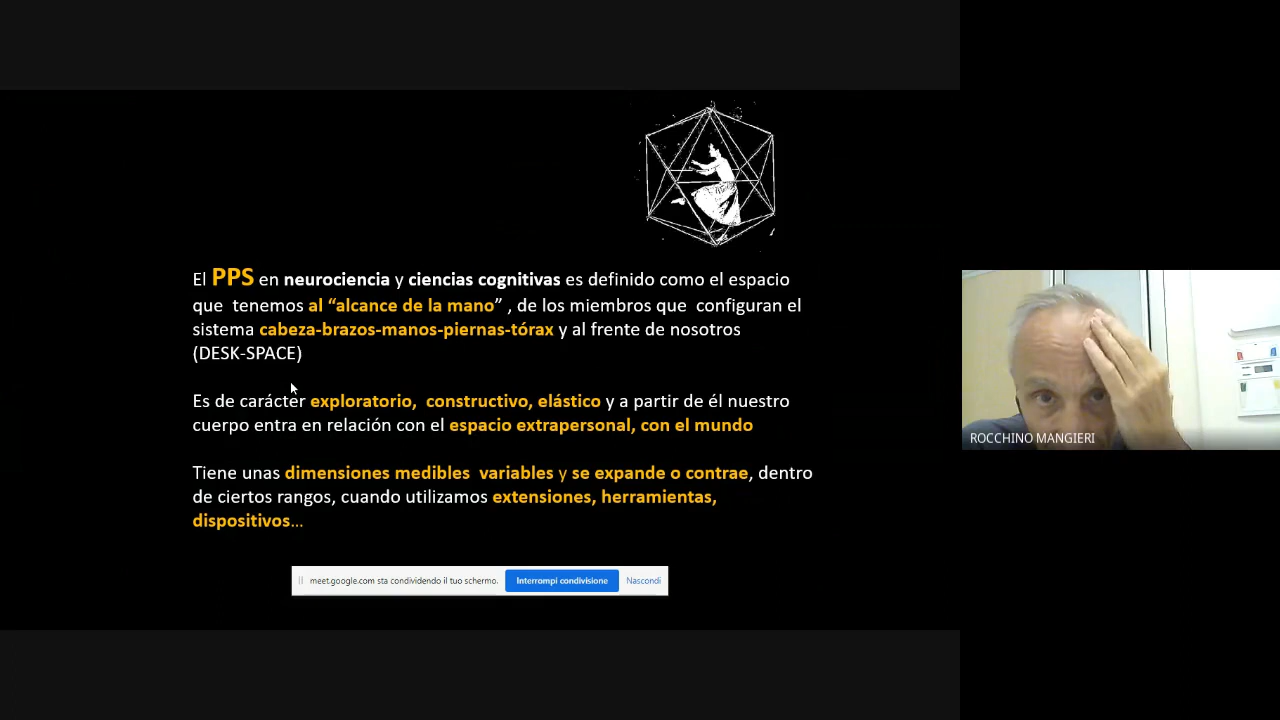 El PPS en neurociencia y ciencias cognitivas es definido como el espacio
que tenemos al “alcance de la mano” , de los miembros que configuran el
sistema cabeza-brazos-manos-piernas-tórax y al frente de nosotros
(DESK-SPACE)
Es de carácter exploratorio, constructivo, elástico y a partir de él nuestro
cuerpo entra en relación con el espacio extrapersonal, con el mundo
Tiene unas dimensiones medibles variables y se expande o contrae, dentro
de ciertos rangos, cuando utilizamos extensiones, herramientas,
dispositivos...
meet.google.com sta condividendo il tuo schermo. Interrompi condivisione Nascondi
ROCCHINO MANGIERI